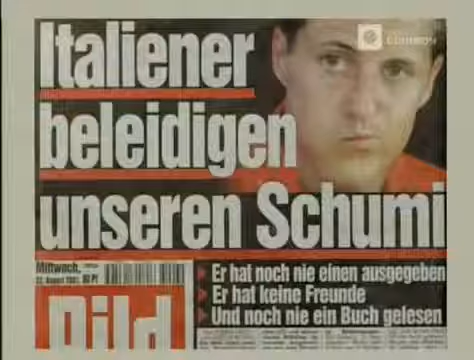 Italiener
beleidigen
unseren Schumi
Mittwoch,
Er hat noch nie einen ausgegeben
Er hat keine Freunde
Und noch nie ein Buch gelesen
Bild